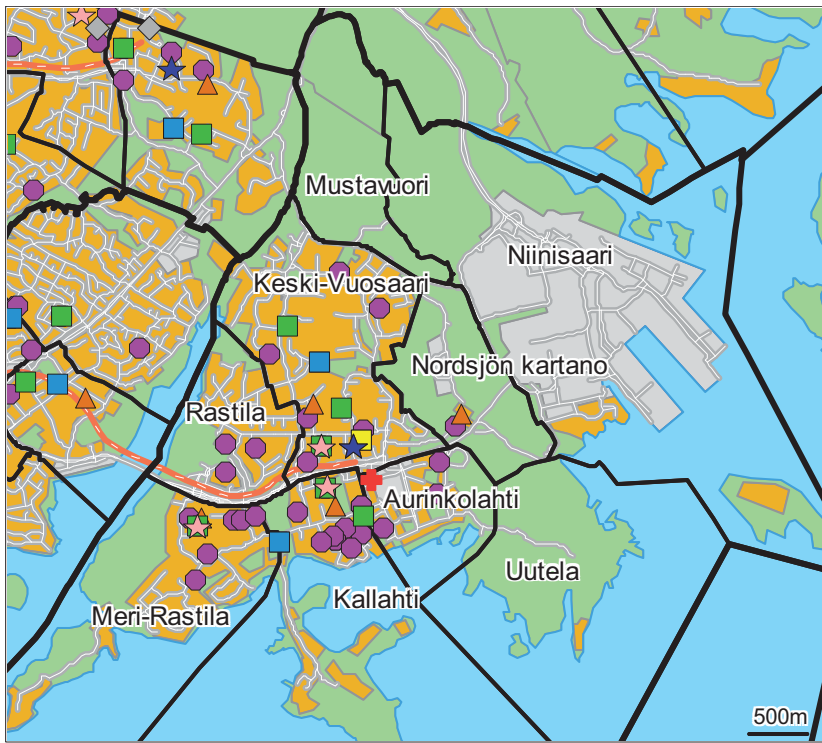 Mustavuori
Niinisaari
Keski-Vuosaari
Nordsjön kartano
Rastila
Aurinkolahti
Uutela
Kallahti
Meri-Rastila
500m